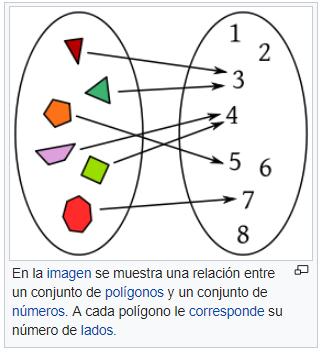 1
2
3
4
5
6
7
8
En la imagen se muestra una relación entre
un conjunto de polígonos y un conjunto de
números. A cada polígono le corresponde su
número de lados.